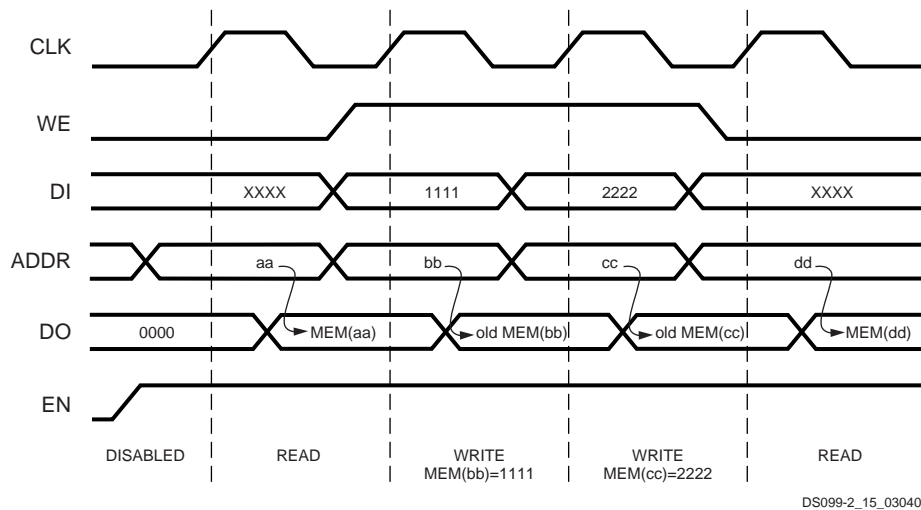 CLK
WE
DI
XXXX
1111
2222
XXXX
ADDR
aa
bb
cc
dd
DO
0000
MEM(aa)
old MEM(bb)
old MEM(cc)
MEM(dd)
EN
DISABLED
READ
WRITE
MEM(bb)=1111
WRITE
MEM(cc)=2222
READ
DS099-2_15_03040